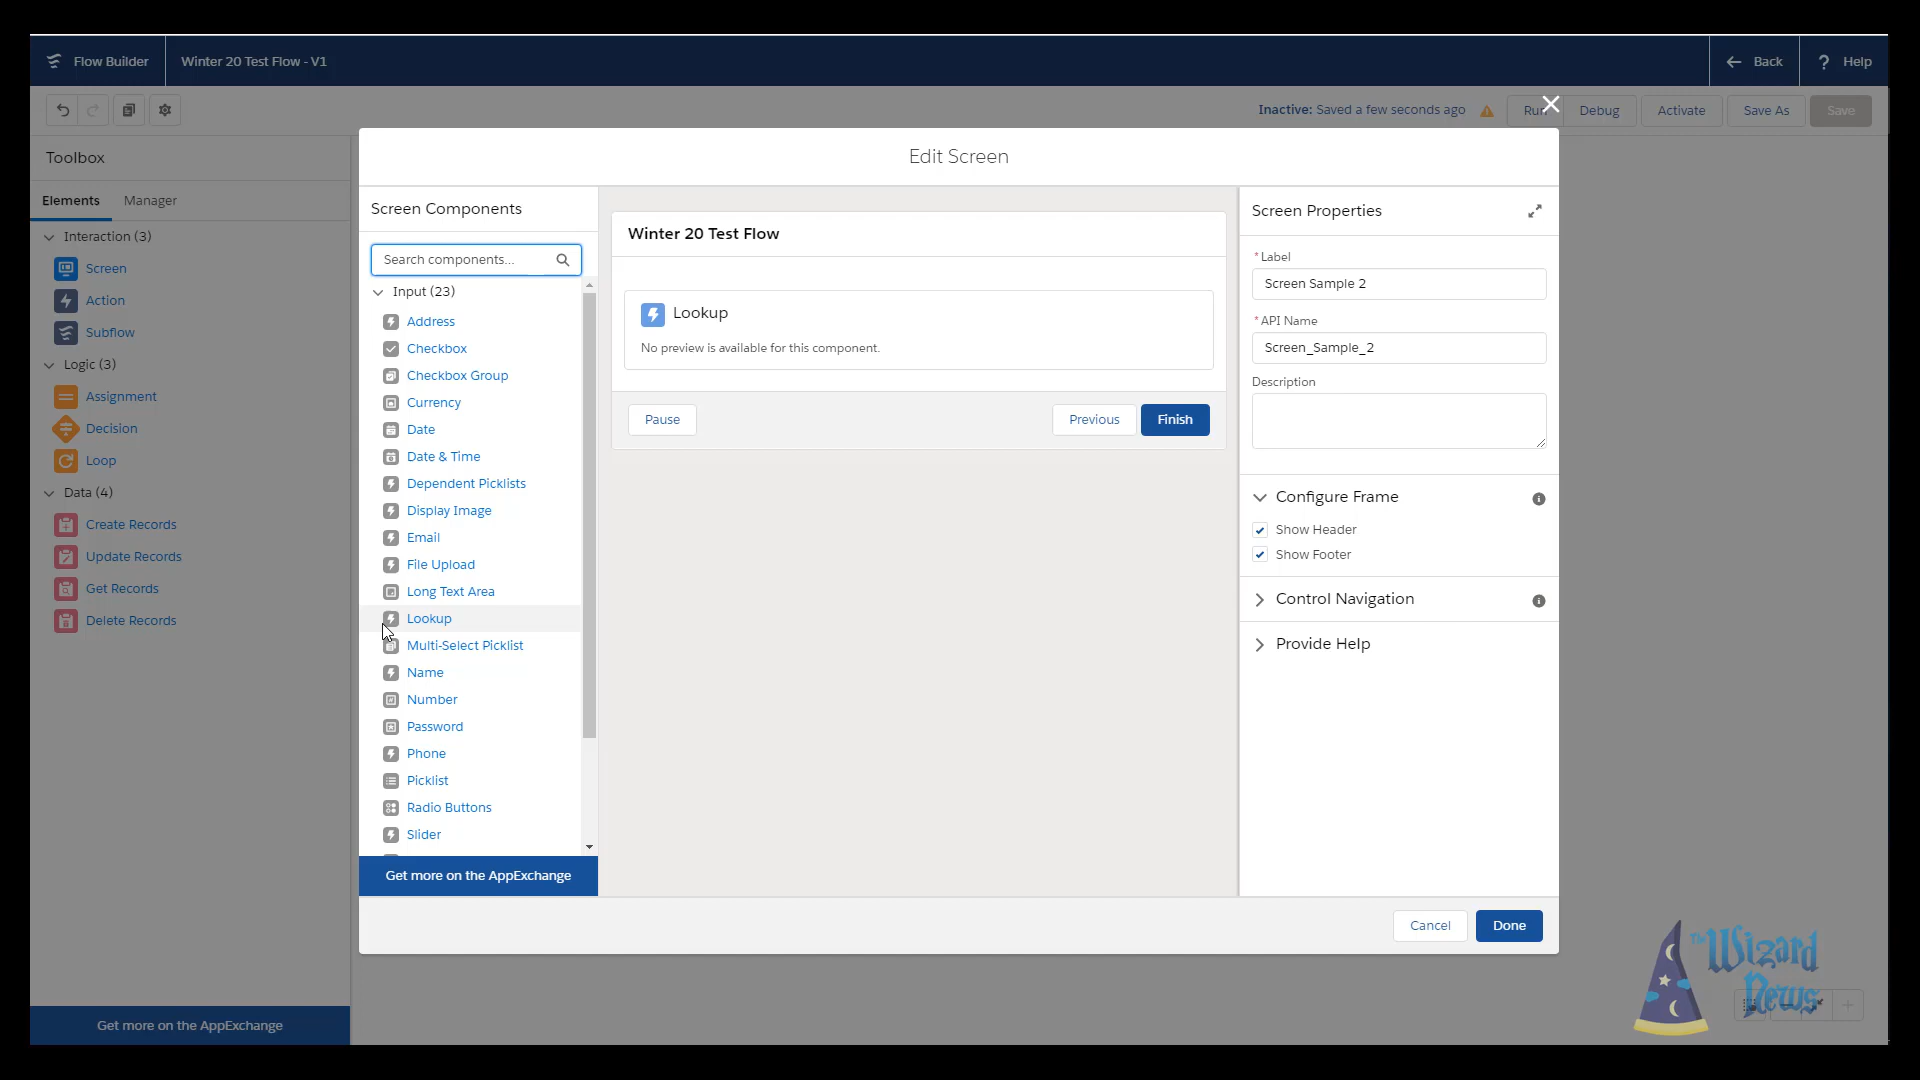 Flow Builder
Winter 20 Test Flow - V1
Back
? Help
Inactive: Saved a few seconds ago
Run
Debug
Activate
Save As
Save
Toolbox
Elements
Manager
Interaction (3)
Screen
Action
Subflow
Logic (3)
Assignment
Decision
Loop
Data (4)
Create Records
Update Records
Get Records
Delete Records
Get more on the AppExchange
Edit Screen
Screen Components
Search components...
Input (23)
Address
Checkbox
Checkbox Group
Currency
Date
Date & Time
Dependent Picklists
Display Image
Email
File Upload
Long Text Area
Lookup
Multi-Select Picklist
Name
Number
Password
Phone
Picklist
Radio Buttons
Slider
Get more on the AppExchange
Winter 20 Test Flow
Lookup
No preview is available for this component.
Pause
Previous
Finish
Screen Properties
* Label
Screen Sample 2
* API Name
Screen_Sample_2
Description
Configure Frame
Show Header
Show Footer
Control Navigation
Provide Help
Cancel
Done
The Wizard
News